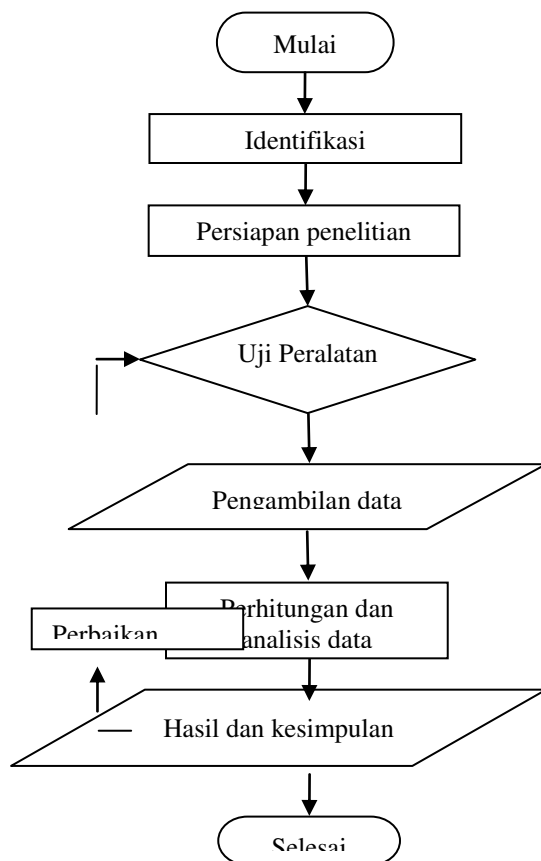 Mulai
Identifikasi
Persiapan penelitian
Uji Peralatan
Pengambilan data
Perhitungan dan
analisis data
Perbaikan
Hasil dan kesimpulan
Selesai